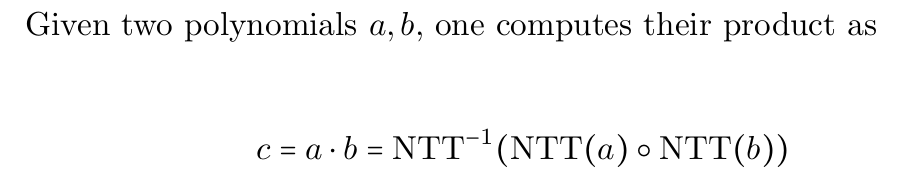 Given two polynomials a, b, one computes their product as
c = a · b = NTT⁻¹(NTT(a) ∘ NTT(b))